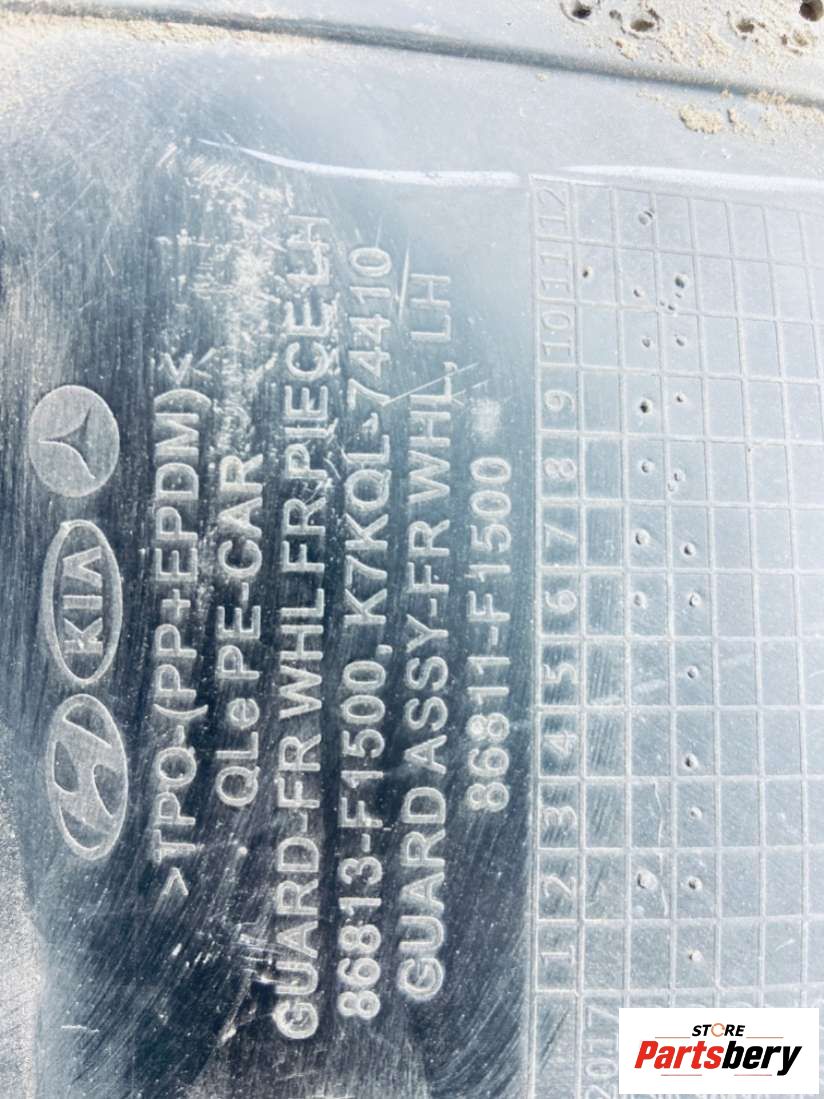 KIA
>TPO-(PP+EPDM)<
QLe PE-CAR
GUARD-FR WHL FR PIECE LH
86813-F1500, K7KQL-74410
GUARD ASSY-FR WHL, LH
86811-F1500
1 2 3 4 5 6 7 8 9 10 11 12
2017
STORE
Partsbery